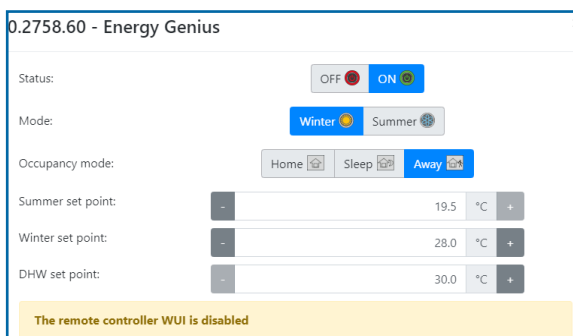 0.2758.60 - Energy Genius
Status: OFF ON
Mode: Winter Summer
Occupancy mode: Home Sleep Away
Summer set point: - 19.5 °C +
Winter set point: - 28.0 °C +
DHW set point: - 30.0 °C +
The remote controller WUI is disabled